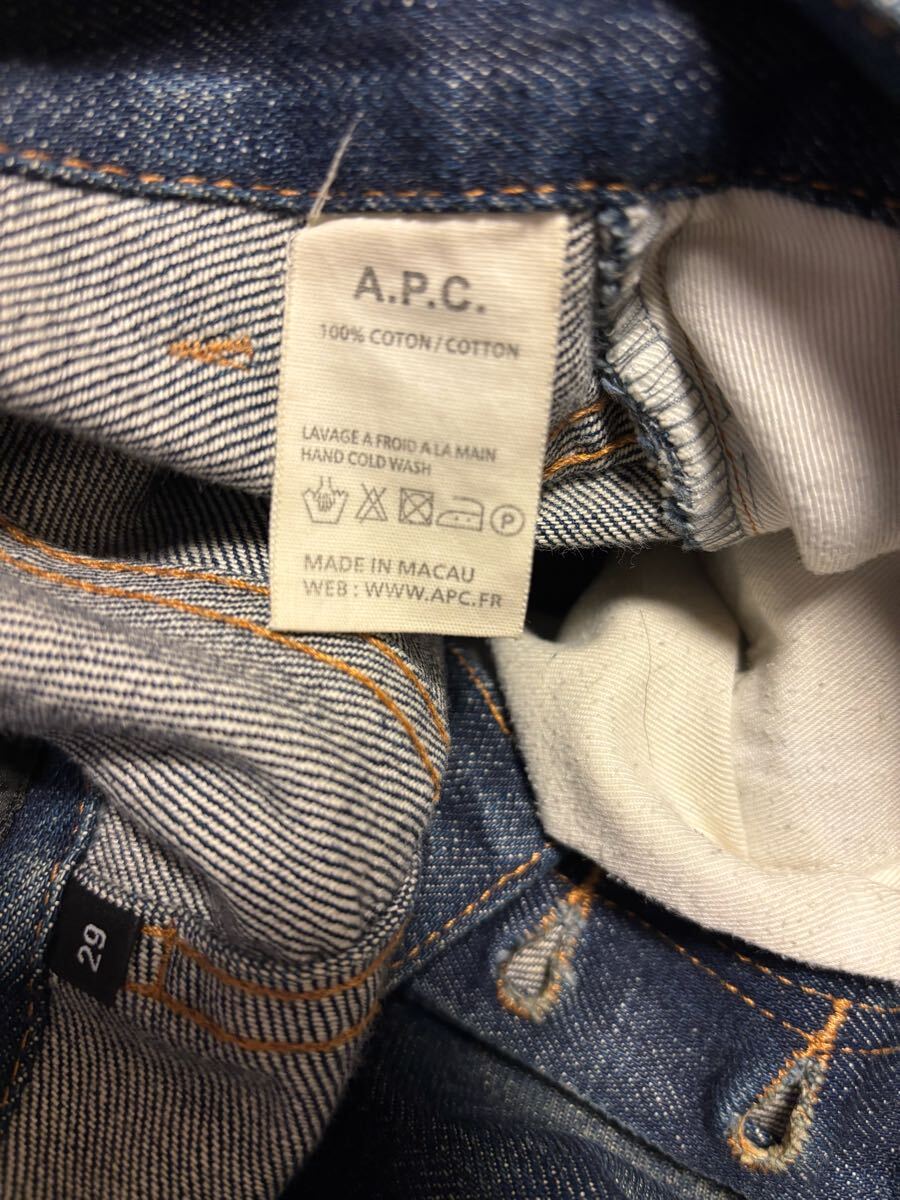 A.P.C.
100% COTON/COTTON
LAVAGE A FROID A LA MAIN
HAND COLD WASH
P
MADE IN MACAU
WEB : WWW.APC.FR
29